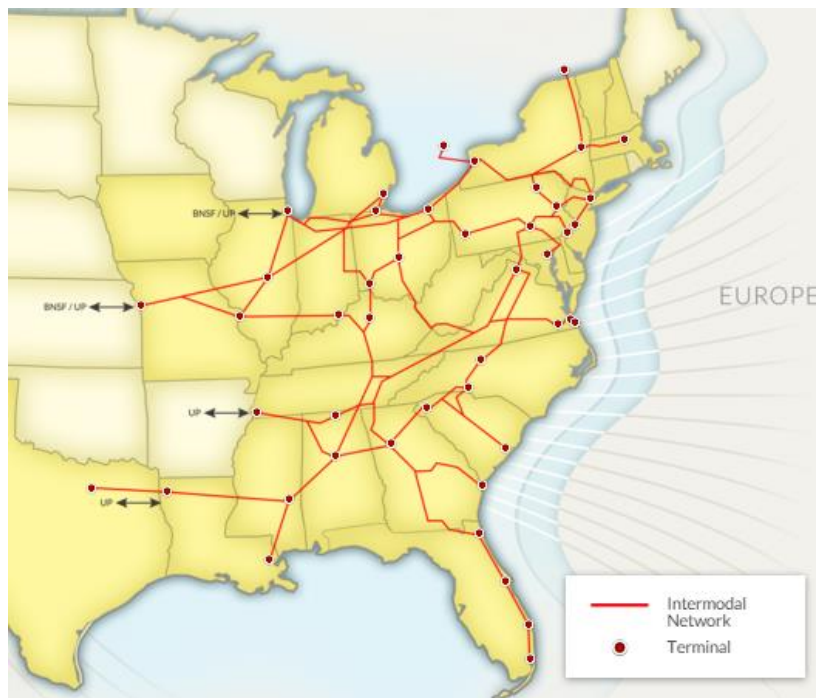 BNSF / UP
BNSF / UP
EUROPE
UP
UP
Intermodal
Network
Terminal